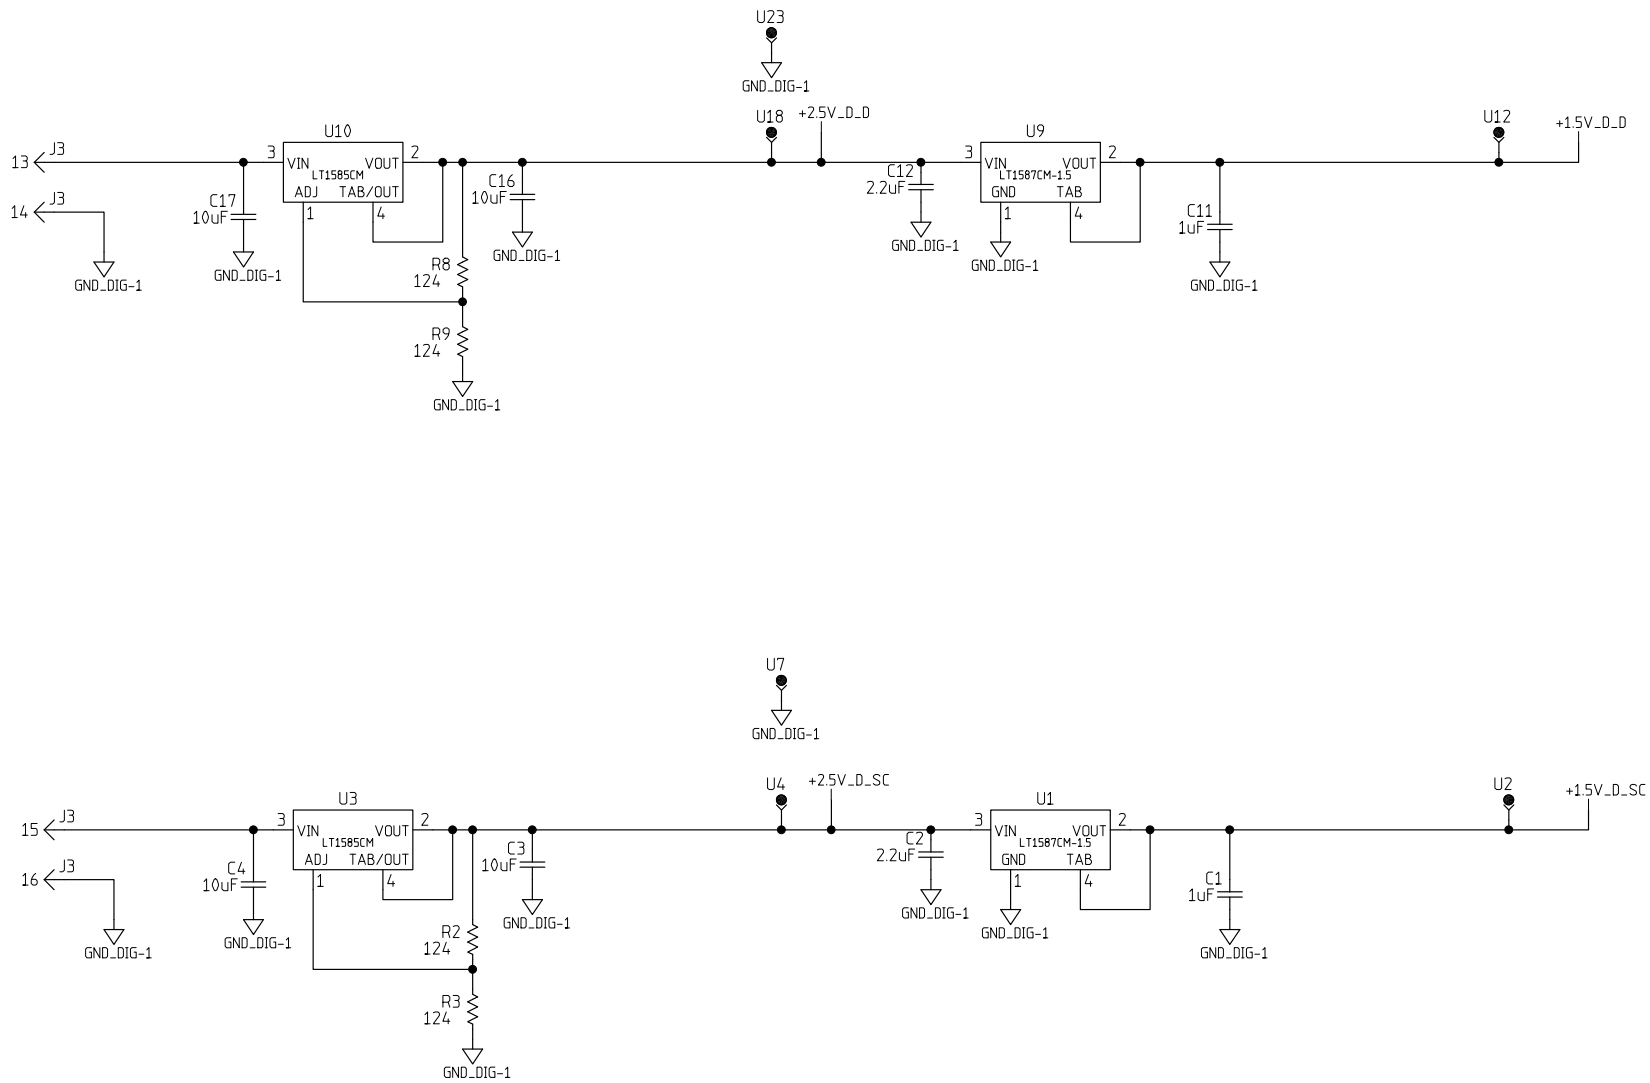 U23
GND_DIG-1
U18
+2.5V_D_D
U12
+1.5V_D_D
13
J3
U10
3
VIN
VOUT
2
LT1585CM
ADJ
TAB/OUT
1
4
14
J3
GND_DIG-1
C17
10uF
GND_DIG-1
C16
10uF
GND_DIG-1
R8
124
R9
124
GND_DIG-1
C12
2.2uF
GND_DIG-1
U9
3
VIN
VOUT
2
LT1587CM-1.5
GND
TAB
1
4
GND_DIG-1
C11
1uF
GND_DIG-1
U7
GND_DIG-1
U4
+2.5V_D_SC
U2
+1.5V_D_SC
15
J3
U3
3
VIN
VOUT
2
LT1585CM
ADJ
TAB/OUT
1
4
16
J3
GND_DIG-1
C4
10uF
GND_DIG-1
C3
10uF
GND_DIG-1
R2
124
R3
124
GND_DIG-1
C2
2.2uF
GND_DIG-1
U1
3
VIN
VOUT
2
LT1587CM-1.5
GND
TAB
1
4
GND_DIG-1
C1
1uF
GND_DIG-1